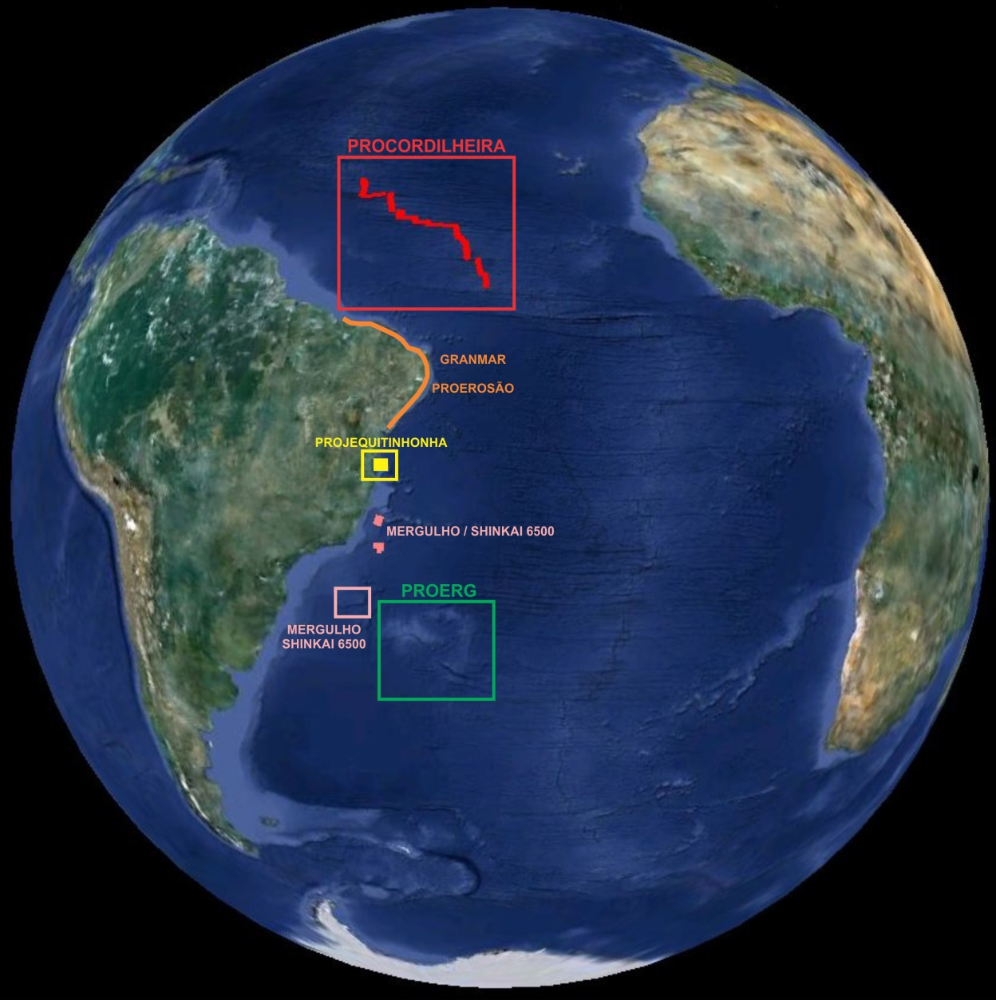 PROCORDILHEIRA
GRANMAR
PROEROSÃO
PROJEQUITINHONHA
MERGULHO / SHINKAI 6500
PROERG
MERGULHO
SHINKAI 6500